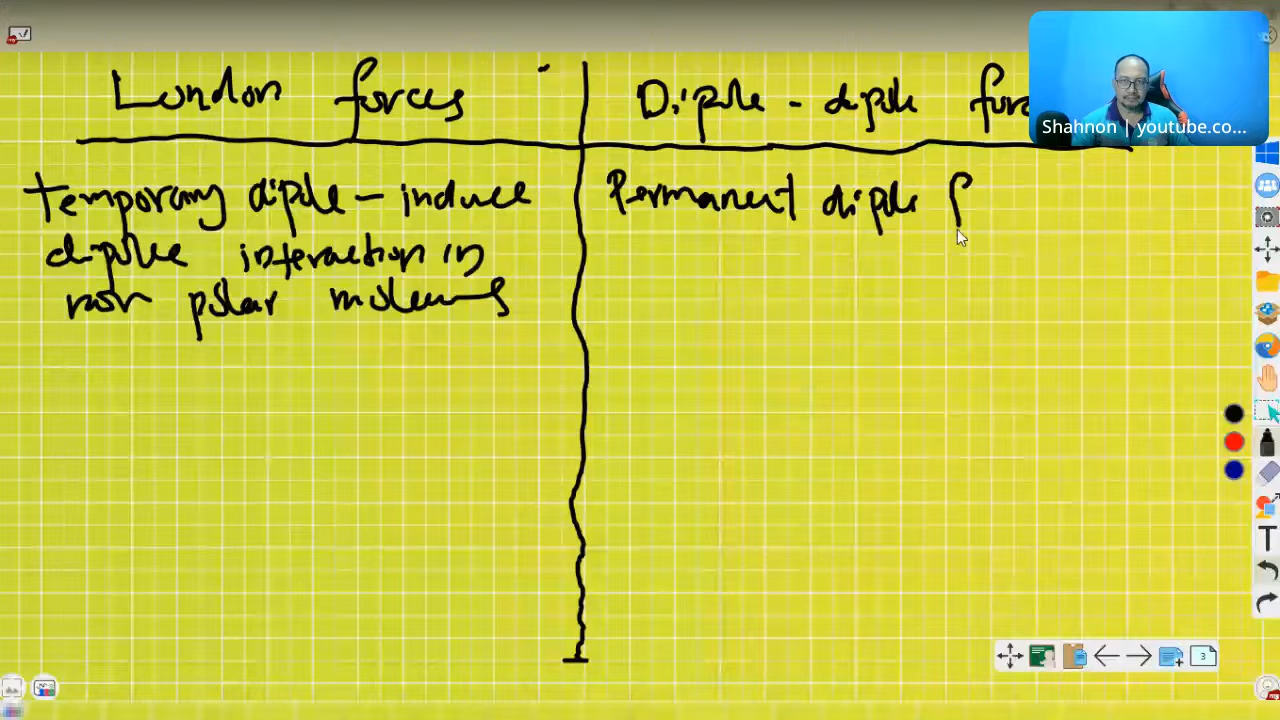 London forces
Dipole - dipole forc
Shahnon | youtube.co...
temporary dipole - induce
dipole interaction in
non polar molecules
Permanent dipole f
3